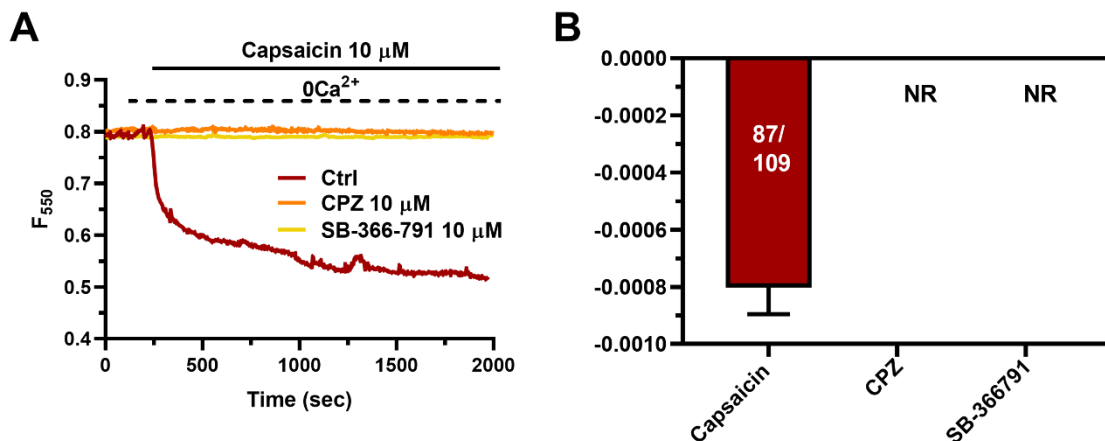 A
Capsaicin 10 μM
0Ca²⁺
0.9
0.8
0.7
0.6
0.5
0.4
F₅₅₀
Ctrl
CPZ 10 μM
SB-366-791 10 μM
0
500
1000
1500
2000
Time (sec)
B
0.0000
-0.0002
-0.0004
-0.0006
-0.0008
-0.0010
87/
109
NR
NR
Capsaicin
CPZ
SB-366791